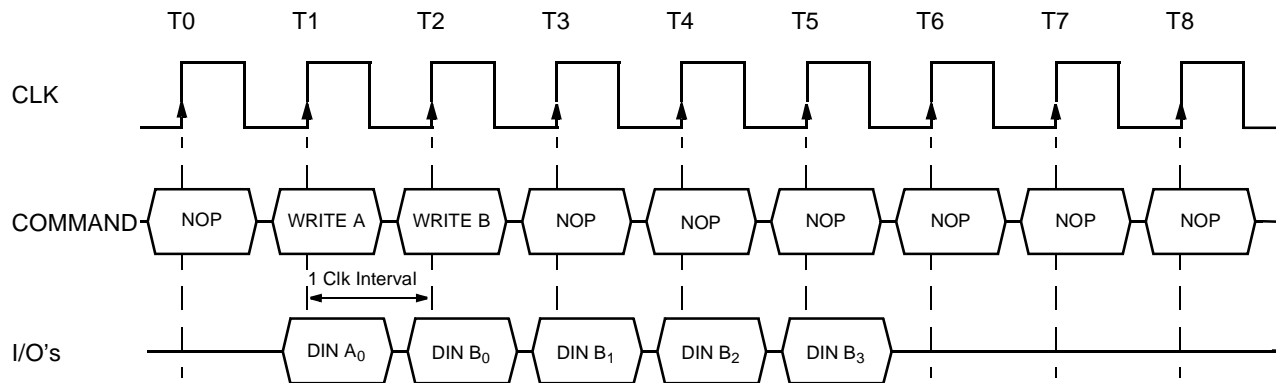 T0 T1 T2 T3 T4 T5 T6 T7 T8
CLK
COMMAND NOP WRITE A WRITE B NOP NOP NOP NOP NOP NOP
1 Clk Interval
I/O's DIN A0 DIN B0 DIN B1 DIN B2 DIN B3